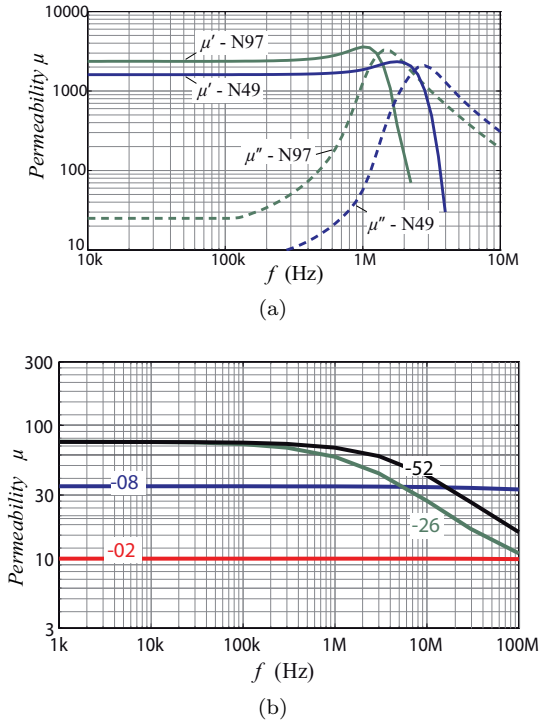 10000
1000
100
10
Permeability μ
μ' - N97
μ' - N49
μ" - N97
μ" - N49
10k 100k 1M 10M
f (Hz)
(a)
300
100
30
10
3
Permeability μ
-52
-08
-26
-02
1k 10k 100k 1M 10M 100M
f (Hz)
(b)